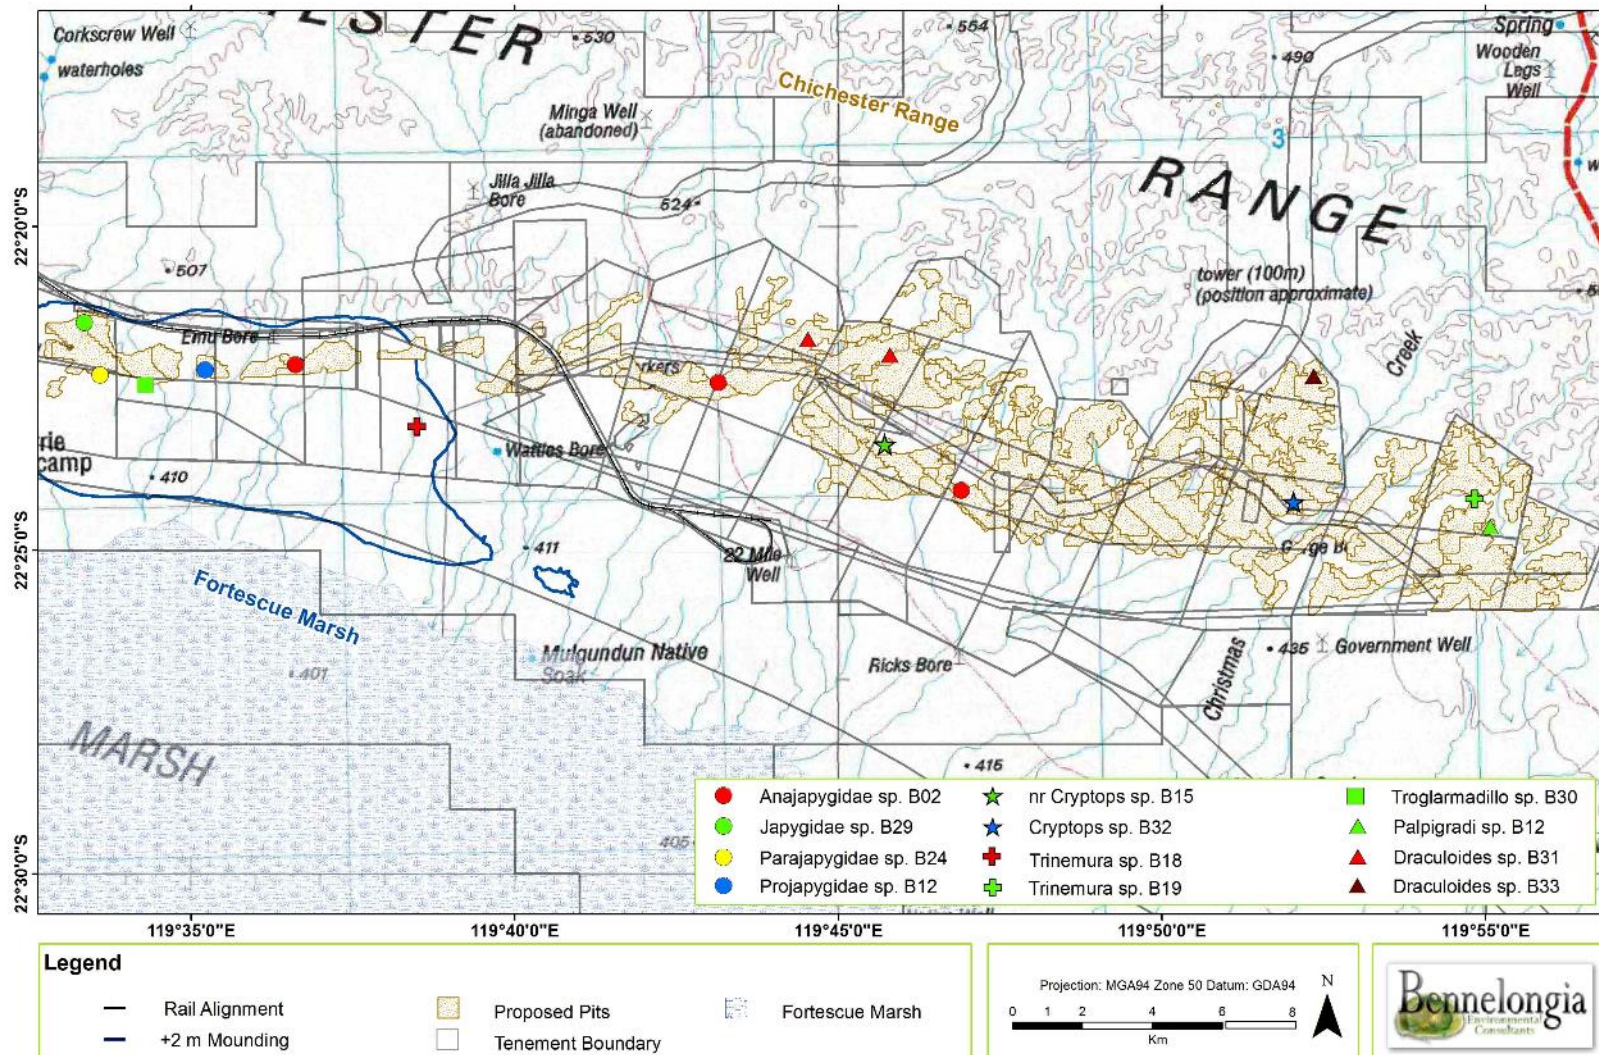 Corkscrew Well
waterholes
530
554
Spring
490
Wooden
Legs
Well
Chichester Range
Minga Well
(abandoned)
3
RANGE
Jilla Jilla
Bore
524
22°20'0"S
507
tower (100m)
(position approximate)
Emu Bore
rkers
Creek
rie
camp
Wattles Bore
410
22°25'0"S
411
22 Mile
Well
Fortescue Marsh
Mulgundun Native
Soak
401
Ricks Bore
Christmas
435
Government Well
MARSH
415
405
22°30'0"S
Anajapygidae sp. B02
nr Cryptops sp. B15
Troglarmadillo sp. B30
Japygidae sp. B29
Cryptops sp. B32
Palpigradi sp. B12
Parajapygidae sp. B24
Trinemura sp. B18
Draculoides sp. B31
Projapygidae sp. B12
Trinemura sp. B19
Draculoides sp. B33
119°35'0"E
119°40'0"E
119°45'0"E
119°50'0"E
119°55'0"E
Legend
Rail Alignment
Proposed Pits
Fortescue Marsh
+2 m Mounding
Tenement Boundary
Projection: MGA94 Zone 50 Datum: GDA94
N
0 1 2 4 6 8
Km
Bennelongia
Environmental
Consultants